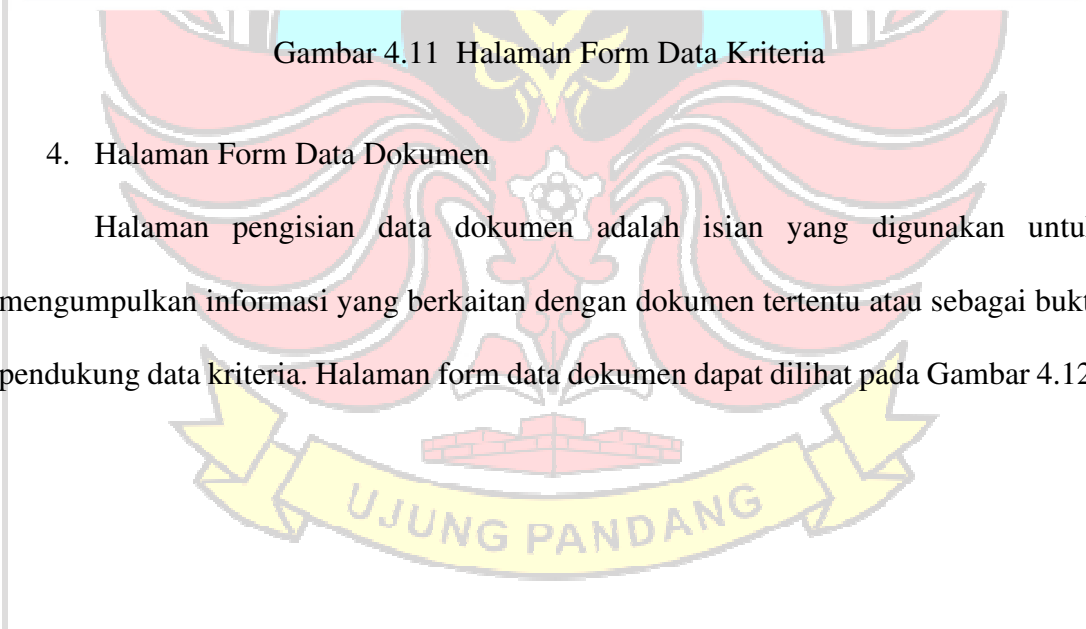 Gambar 4.11 Halaman Form Data Kriteria
4. Halaman Form Data Dokumen
Halaman pengisian data dokumen adalah isian yang digunakan untu
mengumpulkan informasi yang berkaitan dengan dokumen tertentu atau sebagai bukt
pendukung data kriteria. Halaman form data dokumen dapat dilihat pada Gambar 4.12
UJUNG PANDANG